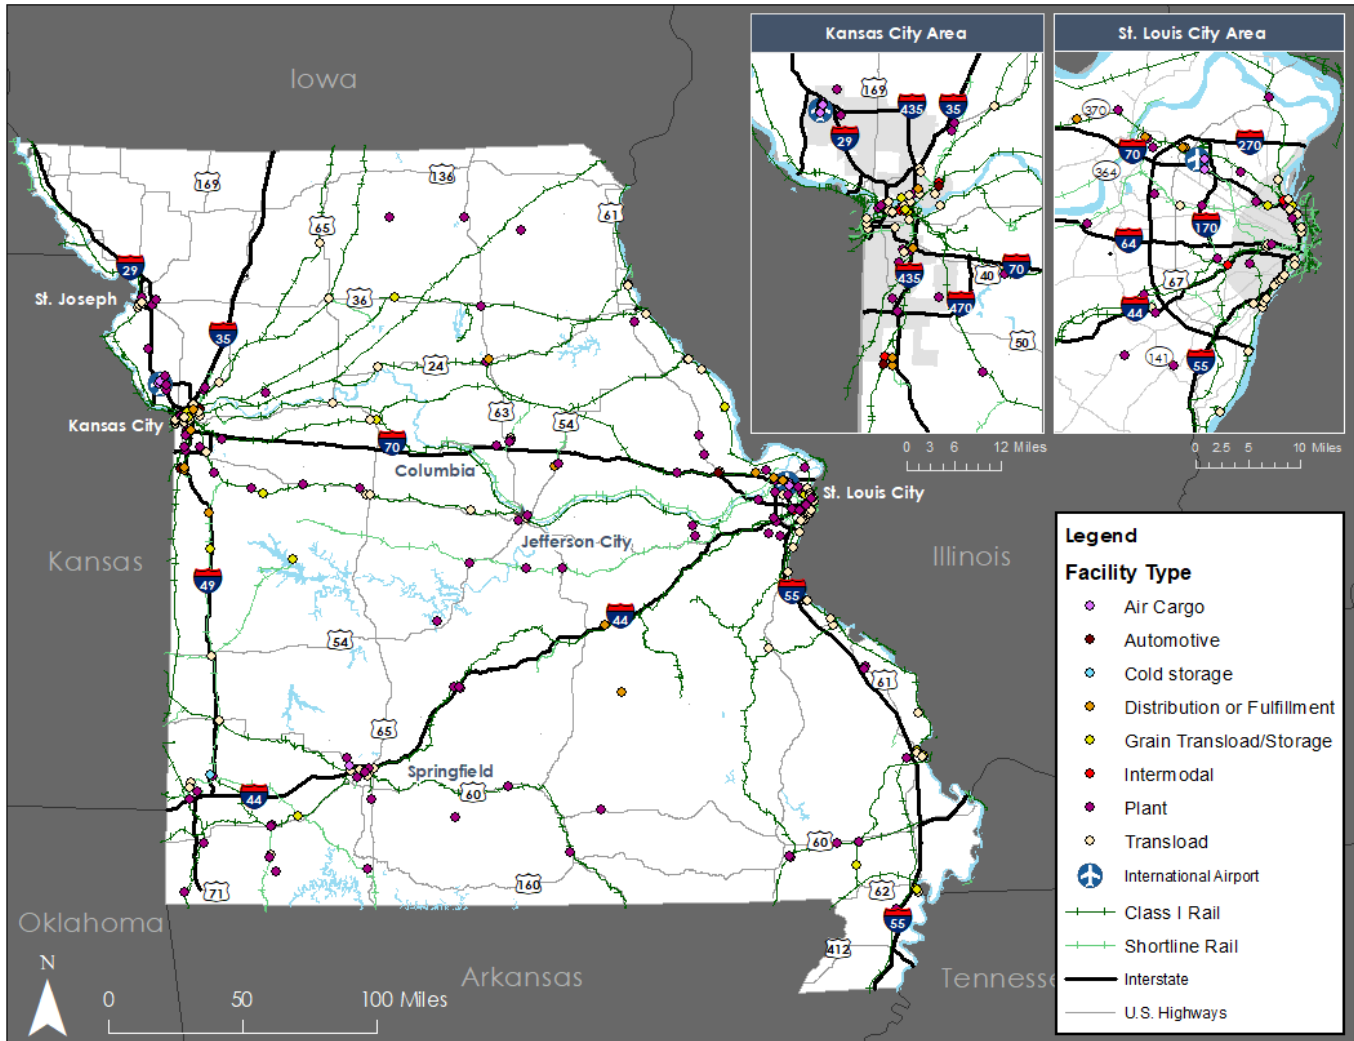 Iowa
Kansas City Area
St. Louis City Area
169
435
35
29
435
70
40
470
50
370
70
270
364
170
64
67
44
141
55
0 3 6 12 Miles
0 2.5 5 10 Miles
169
136
65
61
29
St. Joseph
36
35
24
63
54
Kansas City
70
Columbia
St. Louis City
Jefferson City
Kansas
Illinois
49
55
44
54
61
65
Springfield
60
44
60
71
160
62
55
412
Oklahoma
Arkansas
Tennesse
N
0 50 100 Miles
Legend
Facility Type
Air Cargo
Automotive
Cold storage
Distribution or Fulfillment
Grain Transload/Storage
Intermodal
Plant
Transload
International Airport
Class I Rail
Shortline Rail
Interstate
U.S. Highways